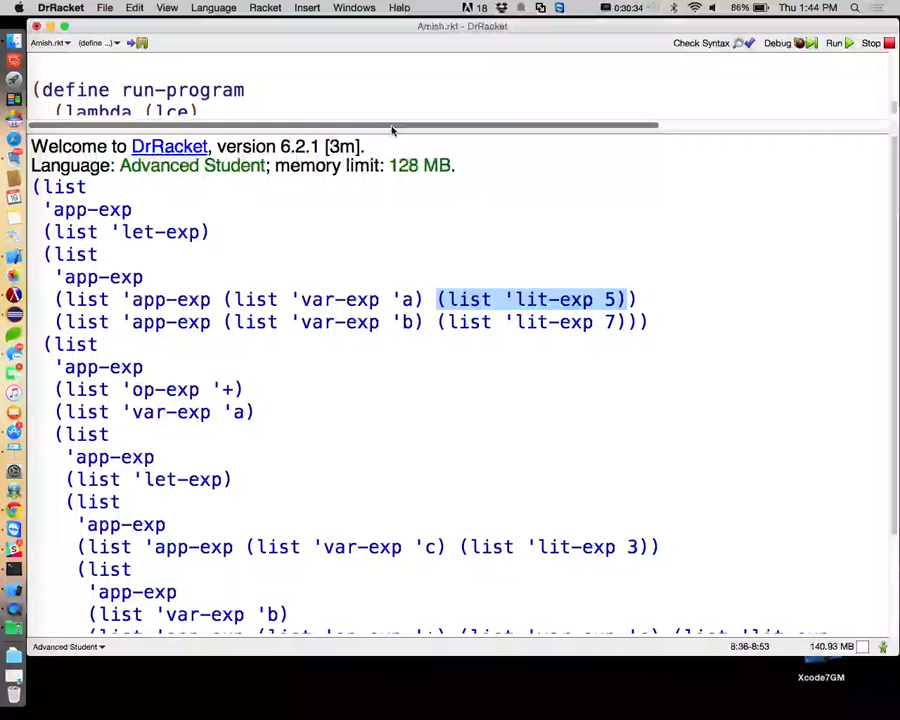 DrRacket File Edit View Language Racket Insert Windows Help 18 0:30:34 86% Thu 1:44 PM
Amish.rkt - DrRacket
Amish.rkt (define ...) Check Syntax Debug Run Stop
(define run-program
(lambda (lce)
Welcome to DrRacket, version 6.2.1 [3m].
Language: Advanced Student; memory limit: 128 MB.
(list
'app-exp
(list 'let-exp)
(list
'app-exp
(list 'app-exp (list 'var-exp 'a) (list 'lit-exp 5))
(list 'app-exp (list 'var-exp 'b) (list 'lit-exp 7)))
(list
'app-exp
(list 'op-exp '+)
(list 'var-exp 'a)
(list
'app-exp
(list 'let-exp)
(list
'app-exp
(list 'app-exp (list 'var-exp 'c) (list 'lit-exp 3))
(list
'app-exp
(list 'var-exp 'b)
Advanced Student 8:36-8:53 140.93 MB
Xcode7GM